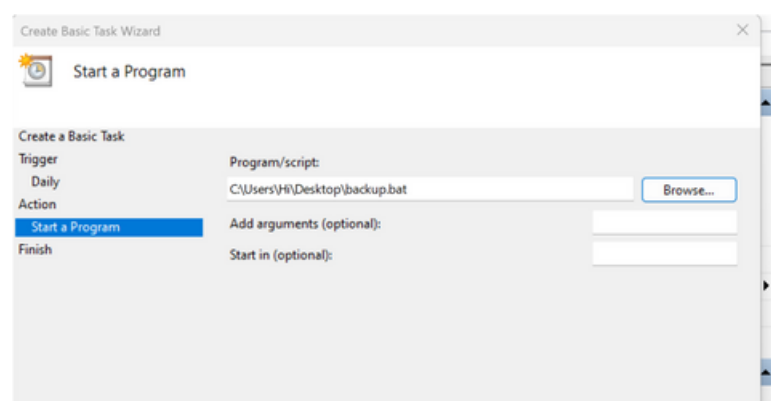 Create Basic Task Wizard
Start a Program
Create a Basic Task
Trigger
Daily
Action
Start a Program
Finish
Program/script:
C:\Users\Hi\Desktop\backup.bat
Browse...
Add arguments (optional):
Start in (optional):